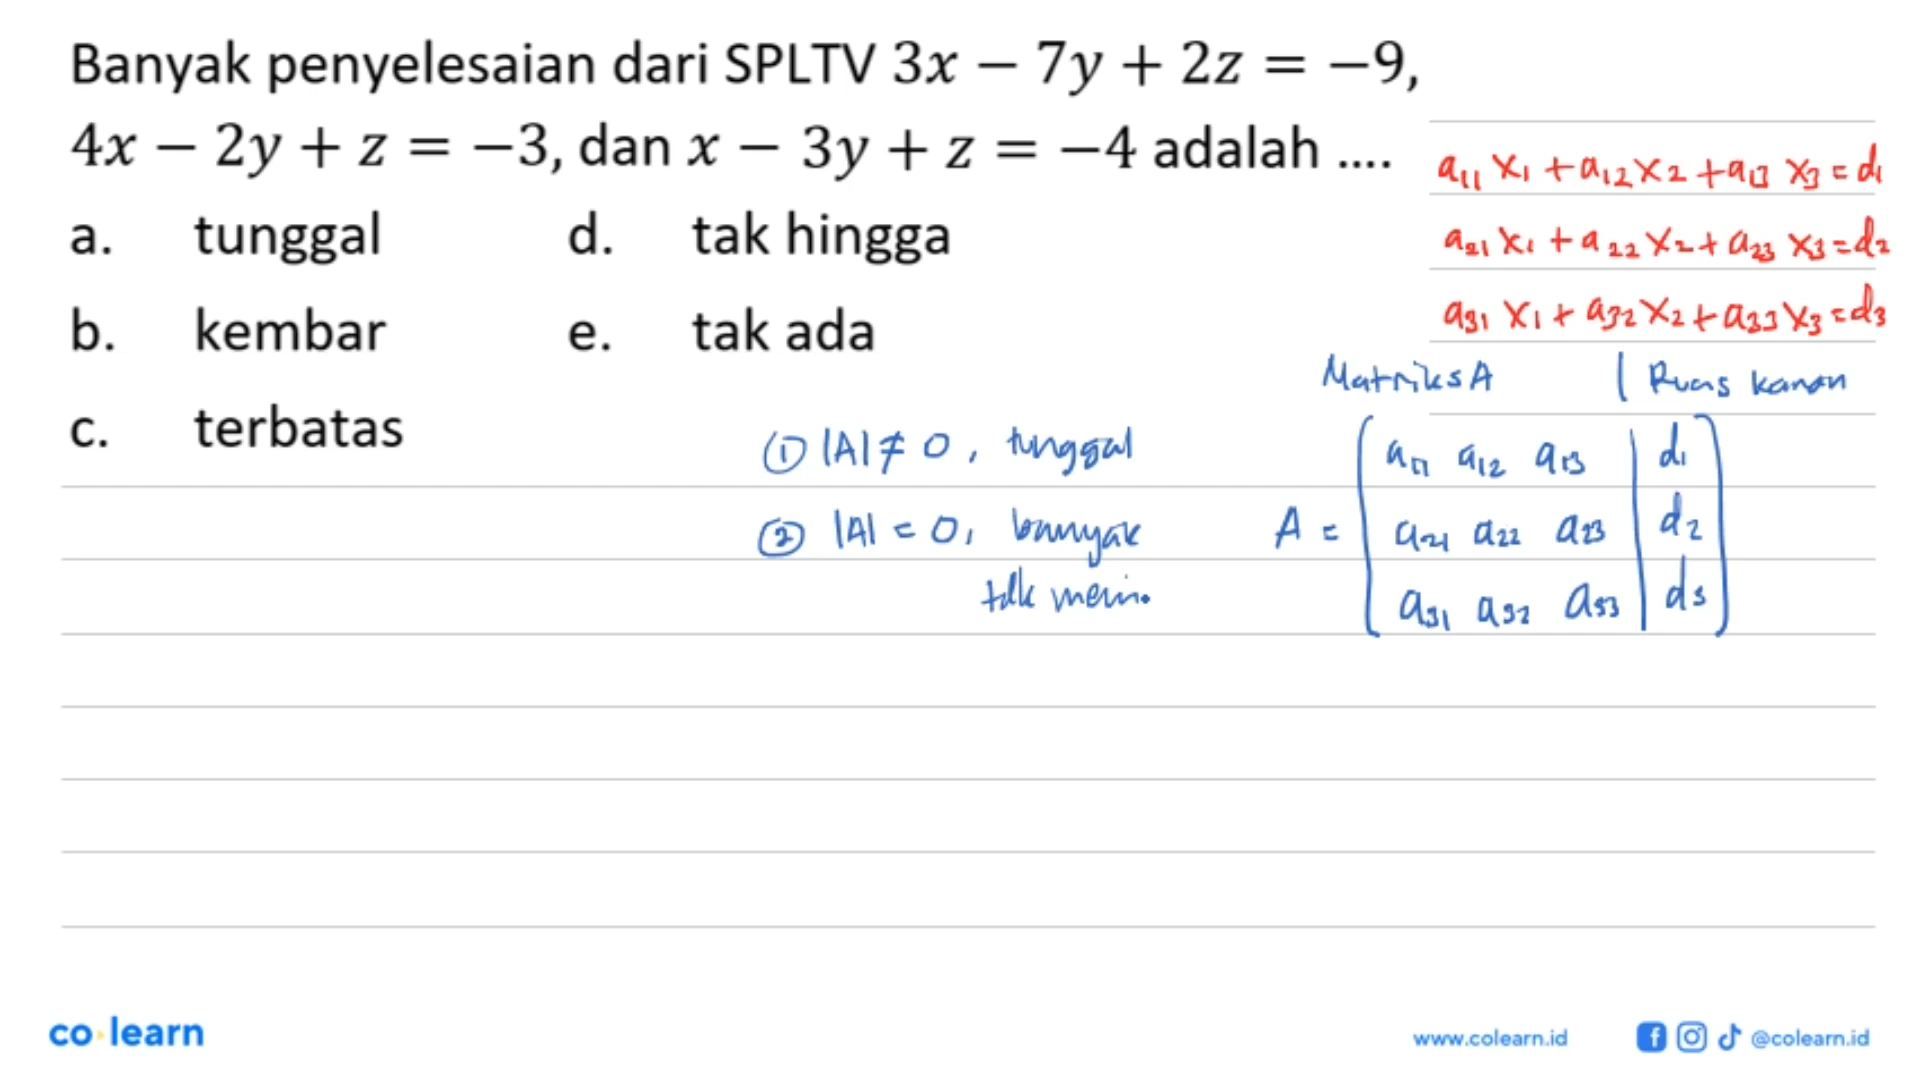 Banyak penyelesaian dari SPLTV 3x − 7y + 2z = −9,
4x − 2y + z = −3, dan x − 3y + z = −4 adalah ....
a. tunggal d. tak hingga
b. kembar e. tak ada
c. terbatas
a11 x1 + a12 x2 + a13 x3 = d1
a21 x1 + a22 x2 + a23 x3 = d2
a31 x1 + a32 x2 + a33 x3 = d3
Matriks A | Ruas kanan
① |A| ≠ 0, tunggal
② |A| = 0, banyak
tdk mem.
a11 a12 a13 | d1
A = a21 a22 a23 | d2
a31 a32 a33 | d3
co learn
www.colearn.id
@colearn.id